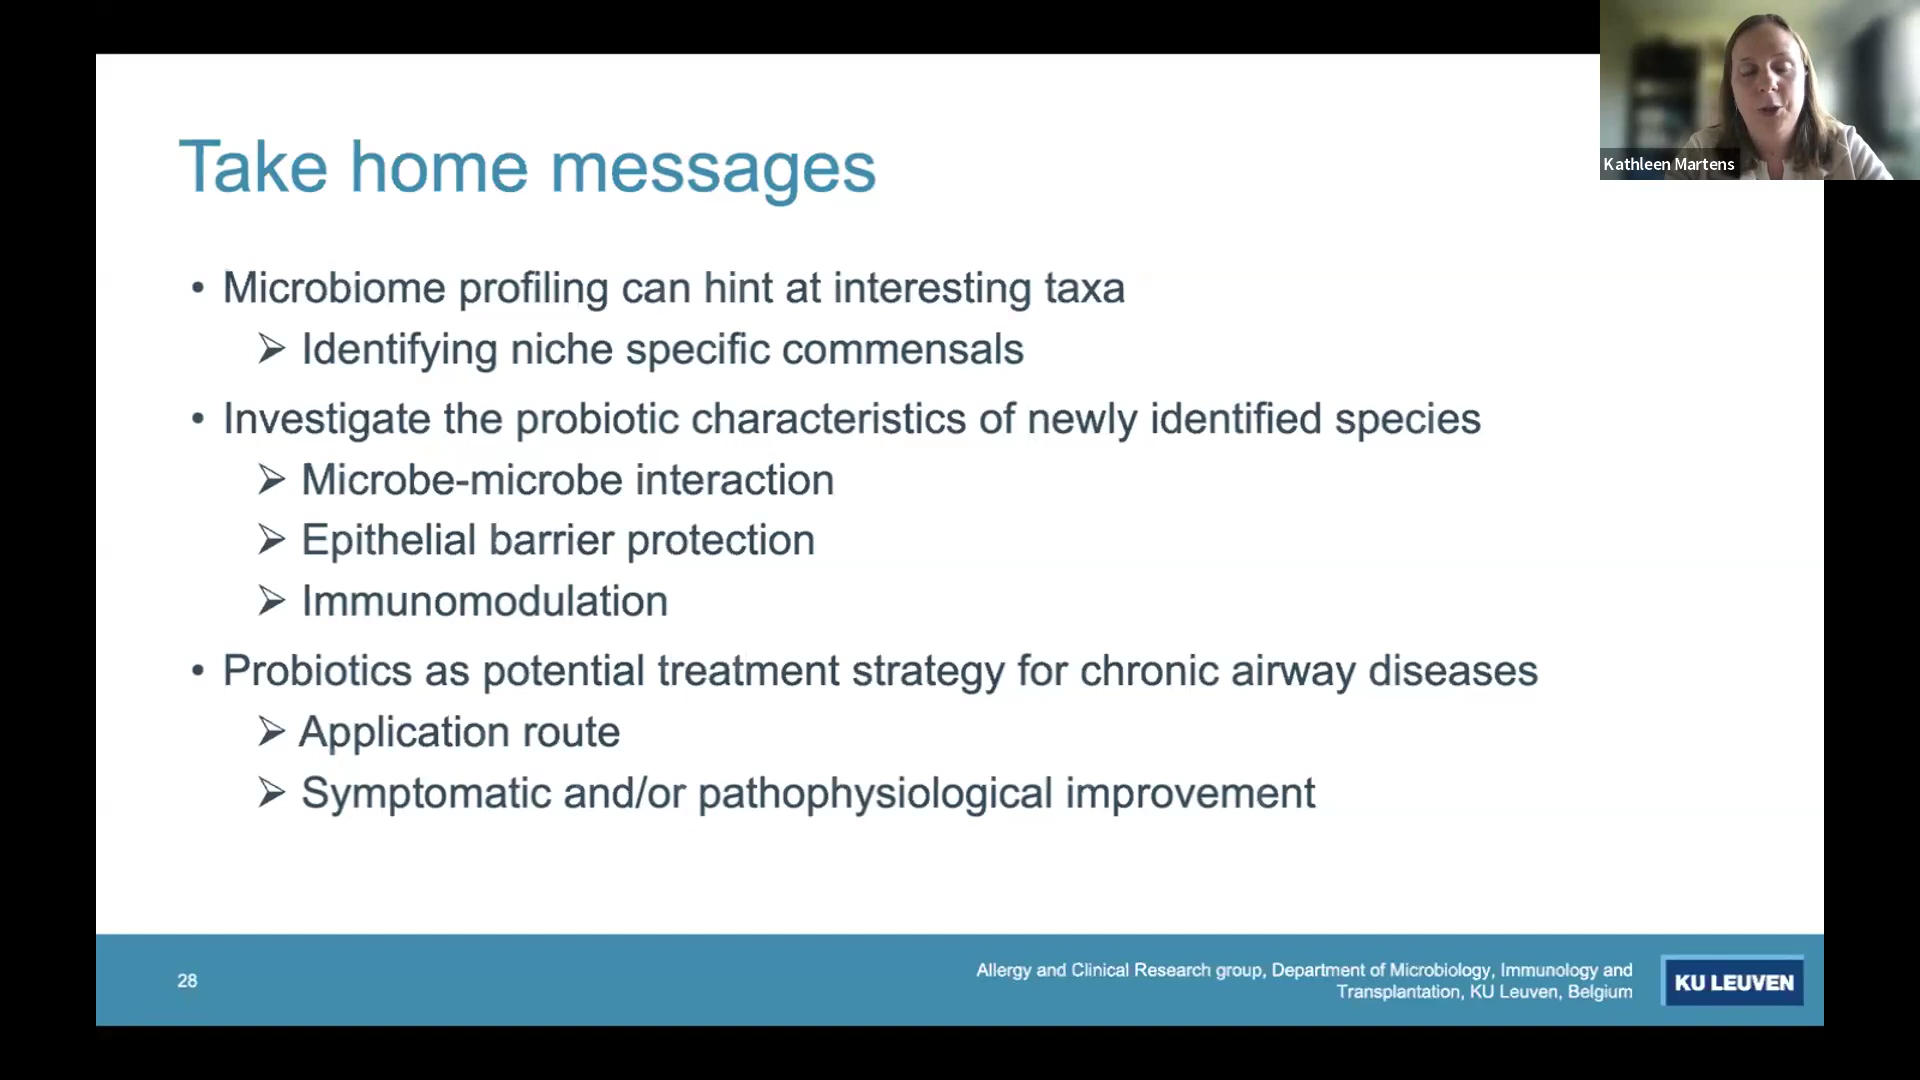 Kathleen Martens
Take home messages
• Microbiome profiling can hint at interesting taxa
➢ Identifying niche specific commensals
• Investigate the probiotic characteristics of newly identified species
➢ Microbe-microbe interaction
➢ Epithelial barrier protection
➢ Immunomodulation
• Probiotics as potential treatment strategy for chronic airway diseases
➢ Application route
➢ Symptomatic and/or pathophysiological improvement
28
Allergy and Clinical Research group, Department of Microbiology, Immunology and
Transplantation, KU Leuven, Belgium
KU LEUVEN